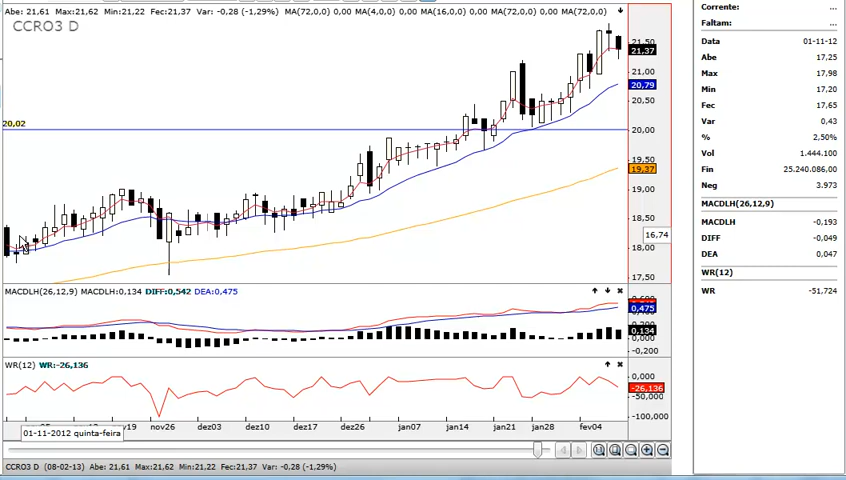 Abe: 21,61 Max:21,62 Min:21,22 Fec:21,37 Var: -0.28 (-1,29%) MA(72,0,0) 0,00 MA(4,0,0) 0,00 MA(16,0,0) 0,00 MA(72,0,0) 0,00 MA(72,0,0)
CCRO3 D
21,50
21,37
21,00
20,79
20,50
20,02
20,00
19,50
19,37
19,00
18,50
16,74
18,00
17,50
MACDLH(26,12,9) MACDLH:0,134 DIFF:0,542 DEA:0,475
0,475
0,134
-0,200
WR(12) WR:-26,136
0,000
-26,136
-50,000
-100,000
nov19 nov26 dez03 dez10 dez17 dez26 jan07 jan14 jan21 jan28 fev04
01-11-2012 quinta-feira
CCRO3 D (08-02-13) Abe: 21,61 Max:21,62 Min:21,22 Fec:21,37 Var: -0.28 (-1,29%)
Corrente: ...
Faltam: ...
Data 01-11-12
Abe 17,25
Max 17,98
Min 17,20
Fec 17,65
Var 0,43
% 2,50%
Vol 1.444.100
Fin 25.240.086,00
Neg 3.973
MACDLH(26,12,9)
MACDLH -0,193
DIFF -0,049
DEA 0,047
WR(12)
WR -51,724